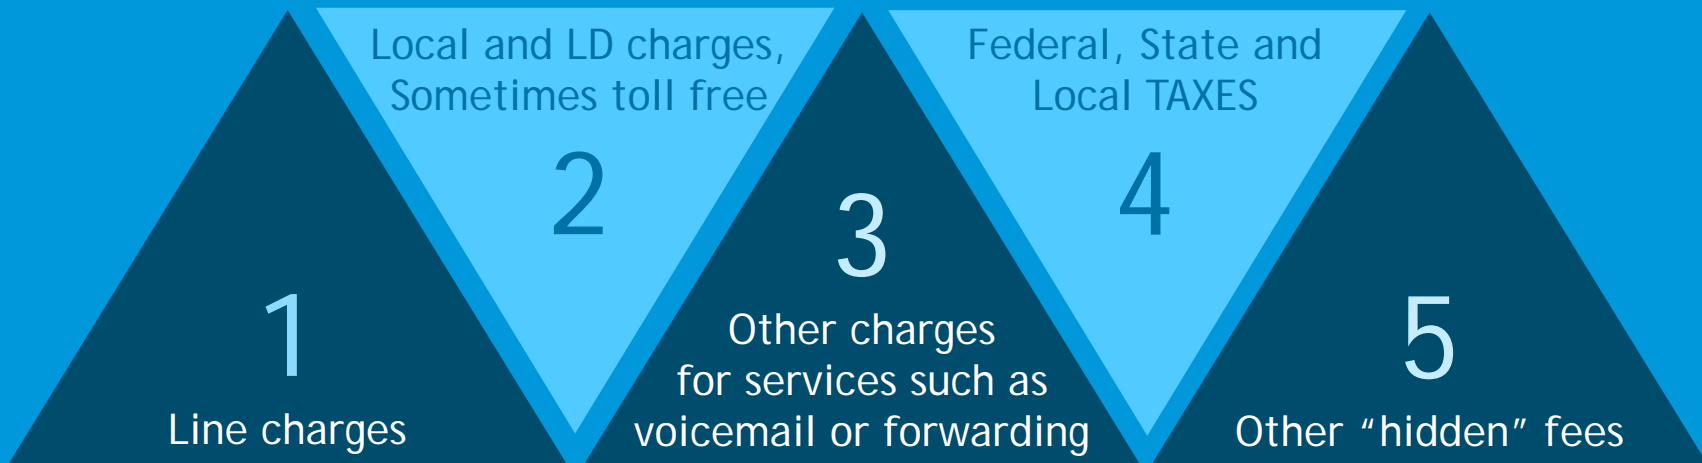 1
Line charges
Local and LD charges,
Sometimes toll free
2
3
Other charges
for services such as
voicemail or forwarding
Federal, State and
Local TAXES
4
5
Other “hidden” fees